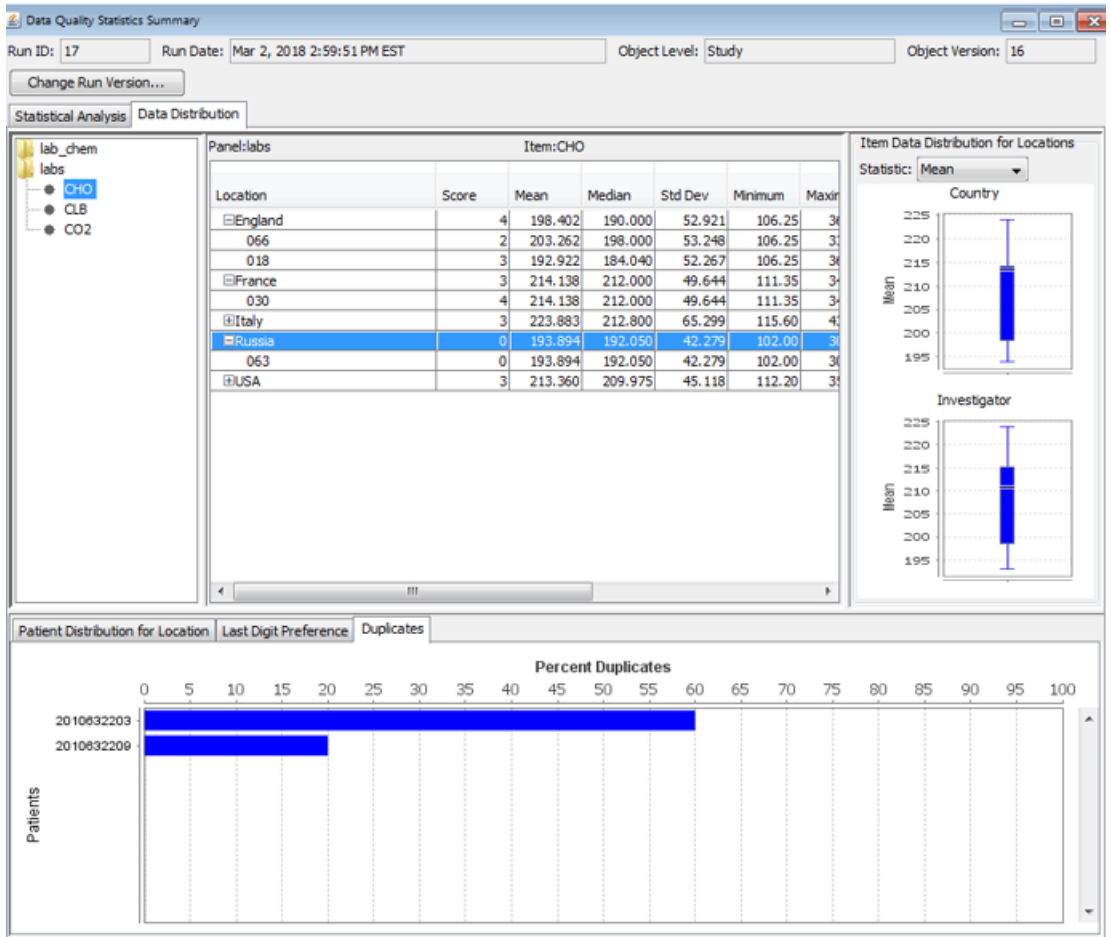 Data Quality Statistics Summary
Run ID: 17 Run Date: Mar 2, 2018 2:59:51 PM EST Object Level: Study Object Version: 16
Change Run Version...
Statistical Analysis Data Distribution
lab_chem
labs
CHO
CLB
CO2
Panel:labs Item:CHO
Location Score Mean Median Std Dev Minimum
England 4 198.402 190.000 52.921 106.25
066 2 203.262 198.000 53.248 106.25
018 3 192.922 184.040 52.267 106.25
France 3 214.138 212.000 49.644 111.35
030 4 214.138 212.000 49.644 111.35
Italy 3 223.883 212.800 65.299 115.60
Russia 0 193.894 192.050 42.279 102.00
063 0 193.894 192.050 42.279 102.00
USA 3 213.360 209.975 45.118 112.20
Item Data Distribution for Locations
Statistic: Mean
Country
225
220
215
210
205
200
195
Mean
Investigator
225
220
215
210
205
200
195
Mean
Patient Distribution for Location Last Digit Preference Duplicates
Percent Duplicates
0 5 10 15 20 25 30 35 40 45 50 55 60 65 70 75 80 85 90 95 100
2010632203
2010632209
Patients